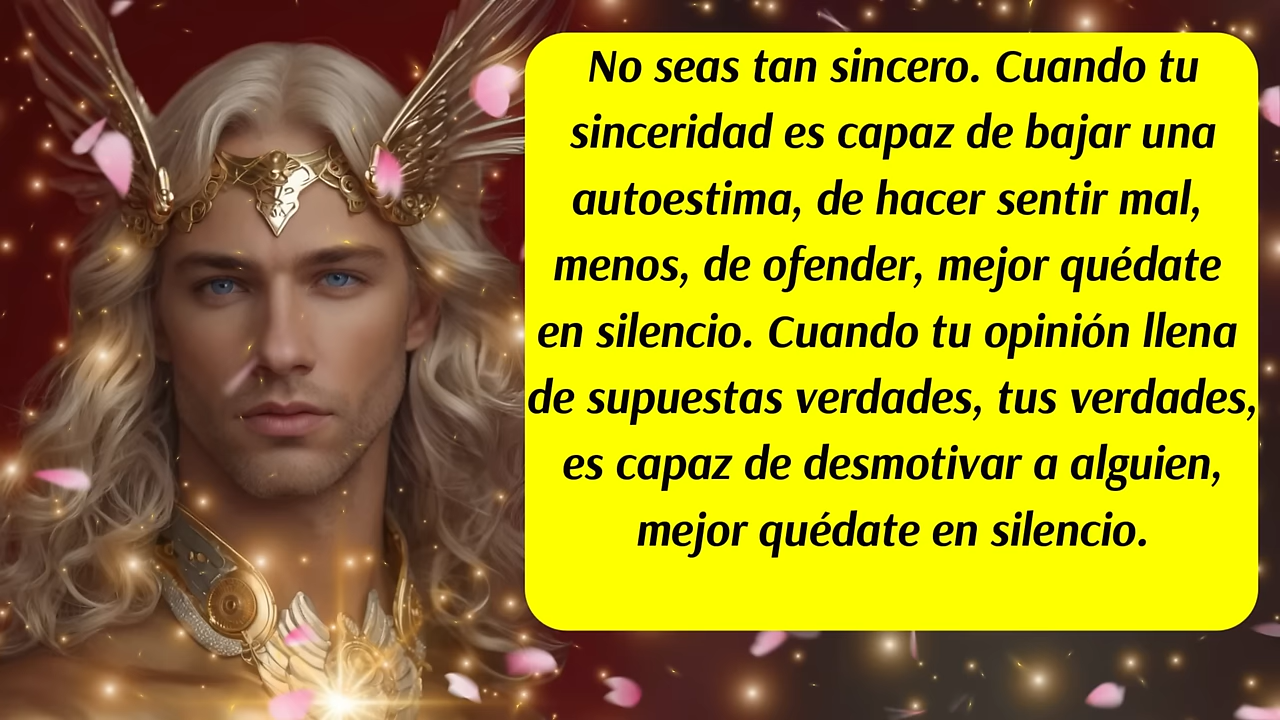 No seas tan sincero. Cuando tu
sinceridad es capaz de bajar una
autoestima, de hacer sentir mal,
menos, de ofender, mejor quédate
en silencio. Cuando tu opinión llena
de supuestas verdades, tus verdades,
es capaz de desmotivar a alguien,
mejor quédate en silencio.